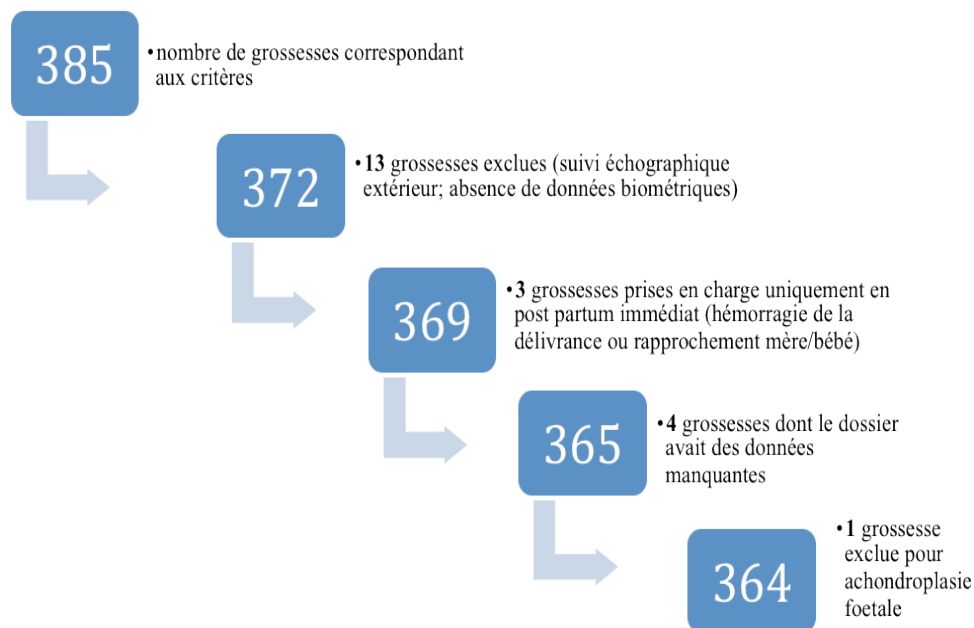 385
•nombre de grossesses correspondant
aux critères
372
•13 grossesses exclues (suivi échographique
extérieur; absence de données biométriques)
369
•3 grossesses prises en charge uniquement en
post partum immédiat (hémorragie de la
délivrance ou rapprochement mère/bébé)
365
•4 grossesses dont le dossier
avait des données
manquantes
364
•1 grossesse
exclue pour
achondroplasie
foetale